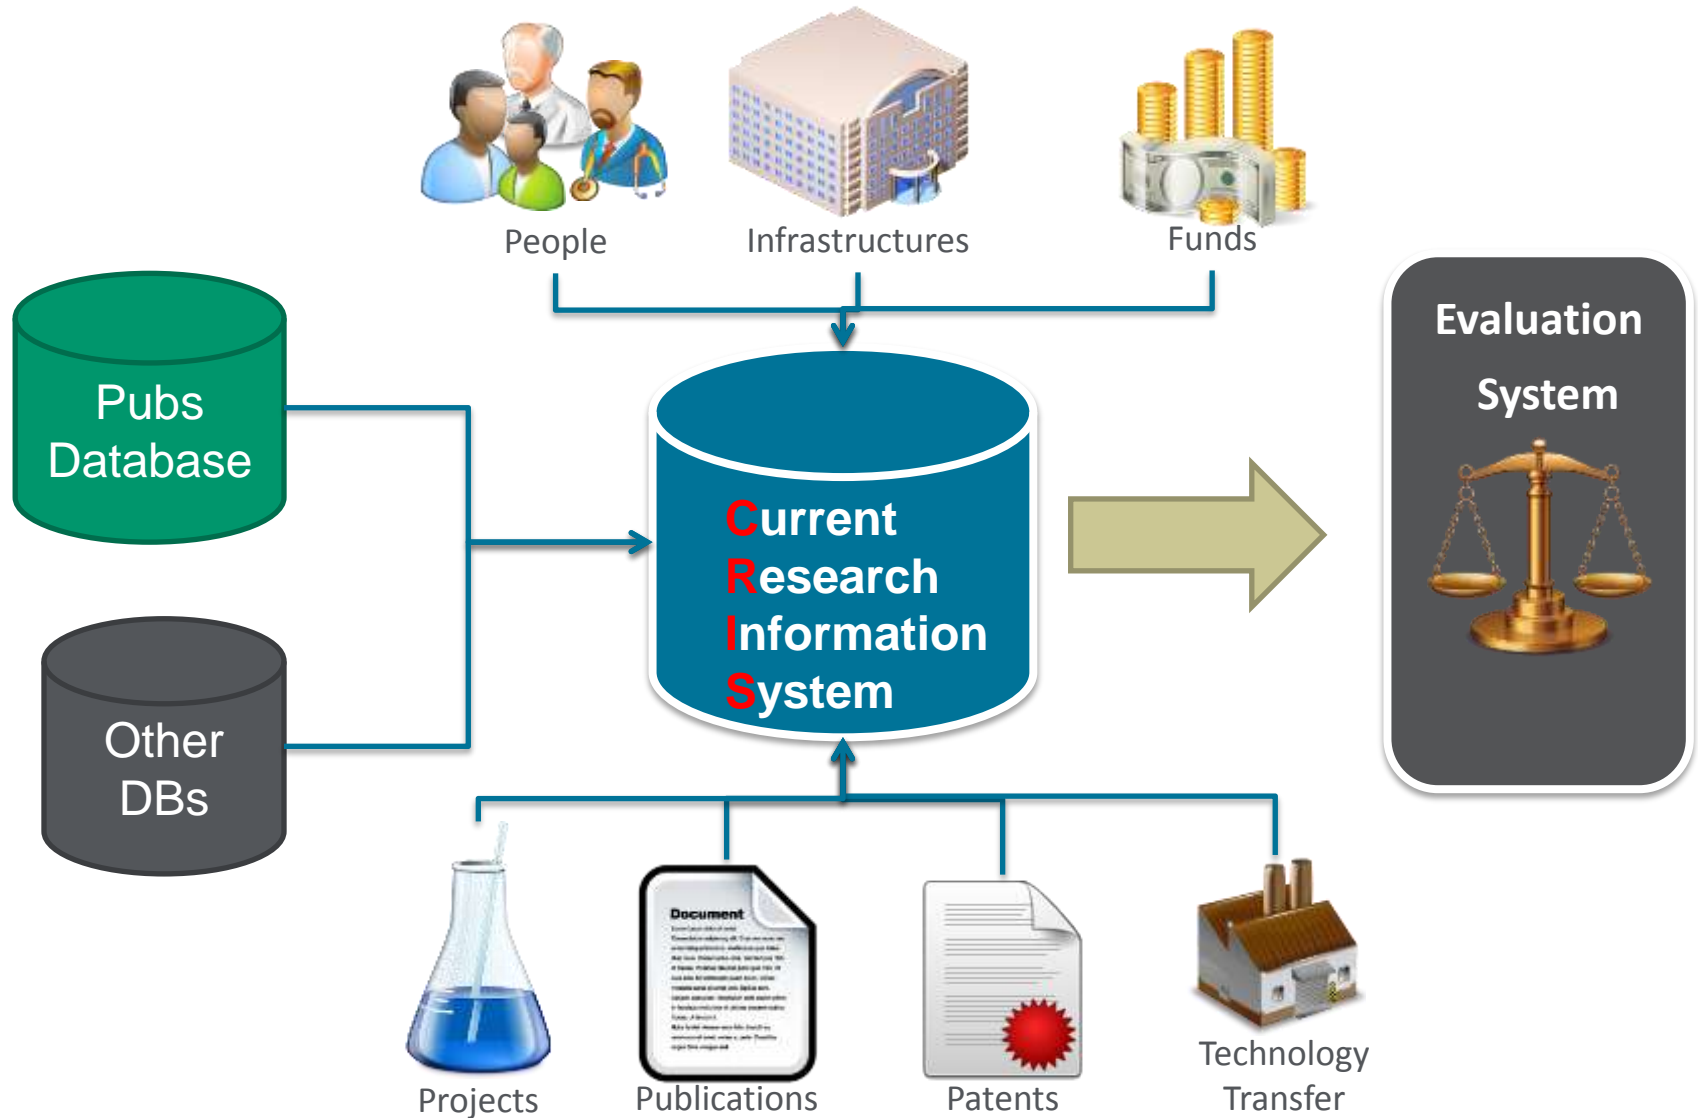 People
Infrastructures
Funds
Pubs
Database
Other
DBs
Current
Research
Information
System
Evaluation
System
Document
Projects
Publications
Patents
Technology
Transfer